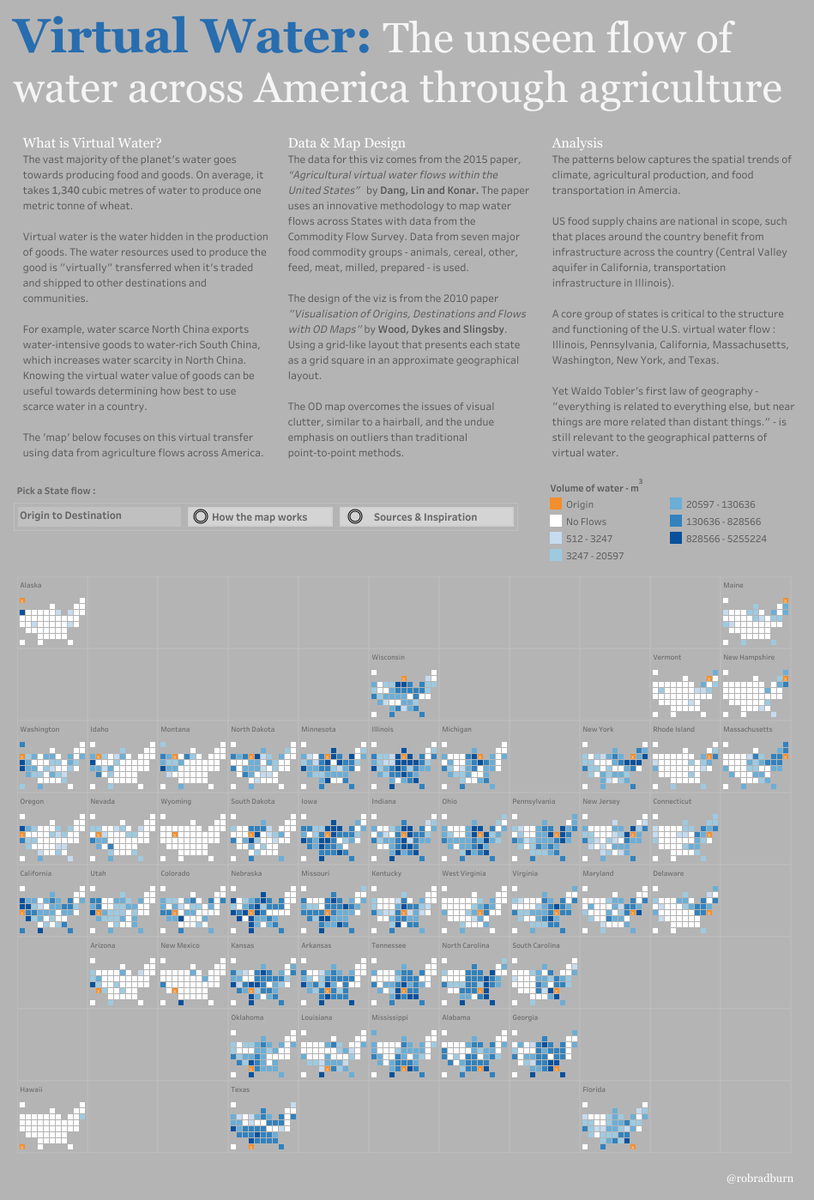 Virtual Water: The unseen flow of
water across America through agriculture
What is Virtual Water?
The vast majority of the planet's water goes
towards producing food and goods. On average, it
takes 1,340 cubic metres of water to produce one
metric tonne of wheat.
Virtual water is the water hidden in the production
of goods. The water resources used to produce the
good is "virtually" transferred when it's traded
and shipped to other destinations and
communities.
For example, water scarce North China exports
water-intensive goods to water-rich South China,
which increases water scarcity in North China.
Knowing the virtual water value of goods can be
useful towards determining how best to use
scarce water in a country.
The 'map' below focuses on this virtual transfer
using data from agriculture flows across America.
Data & Map Design
The data for this viz comes from the 2015 paper,
"Agricultural virtual water flows within the
United States" by Dang, Lin and Konar. The paper
uses an innovative methodology to map water
flows across States with data from the
Commodity Flow Survey. Data from seven major
food commodity groups - animals, cereal, other,
feed, meat, milled, prepared - is used.
The design of the viz is from the 2010 paper
"Visualisation of Origins, Destinations and Flows
with OD Maps" by Wood, Dykes and Slingsby.
Using a grid-like layout that presents each state
as a grid square in an approximate geographical
layout.
The OD map overcomes the issues of visual
clutter, similar to a hairball, and the undue
emphasis on outliers than traditional
point-to-point methods.
Analysis
The patterns below captures the spatial trends of
climate, agricultural production, and food
transportation in Amercia.
US food supply chains are national in scope, such
that places around the country benefit from
infrastructure across the country (Central Valley
aquifer in California, transportation
infrastructure in Illinois).
A core group of states is critical to the structure
and functioning of the U.S. virtual water flow :
Illinois, Pennsylvania, California, Massachusetts,
Washington, New York, and Texas.
Yet Waldo Tobler's first law of geography -
"everything is related to everything else, but near
things are more related than distant things." - is
still relevant to the geographical patterns of
virtual water.
Pick a State flow :
Origin to Destination
How the map works
Sources & Inspiration
Volume of water - m3
Origin
No Flows
512 - 3247
3247 - 20597
20597 - 130636
130636 - 828566
828566 - 5255224
Alaska
Maine
Wisconsin
Vermont
New Hampshire
Washington
Idaho
Montana
North Dakota
Minnesota
Illinois
Michigan
New York
Rhode Island
Massachusetts
Oregon
Nevada
Wyoming
South Dakota
Iowa
Indiana
Ohio
Pennsylvania
New Jersey
Connecticut
California
Utah
Colorado
Nebraska
Missouri
Kentucky
West Virginia
Virginia
Maryland
Delaware
Arizona
New Mexico
Kansas
Arkansas
Tennessee
North Carolina
South Carolina
Oklahoma
Louisiana
Mississippi
Alabama
Georgia
Hawaii
Texas
Florida
@robradburn